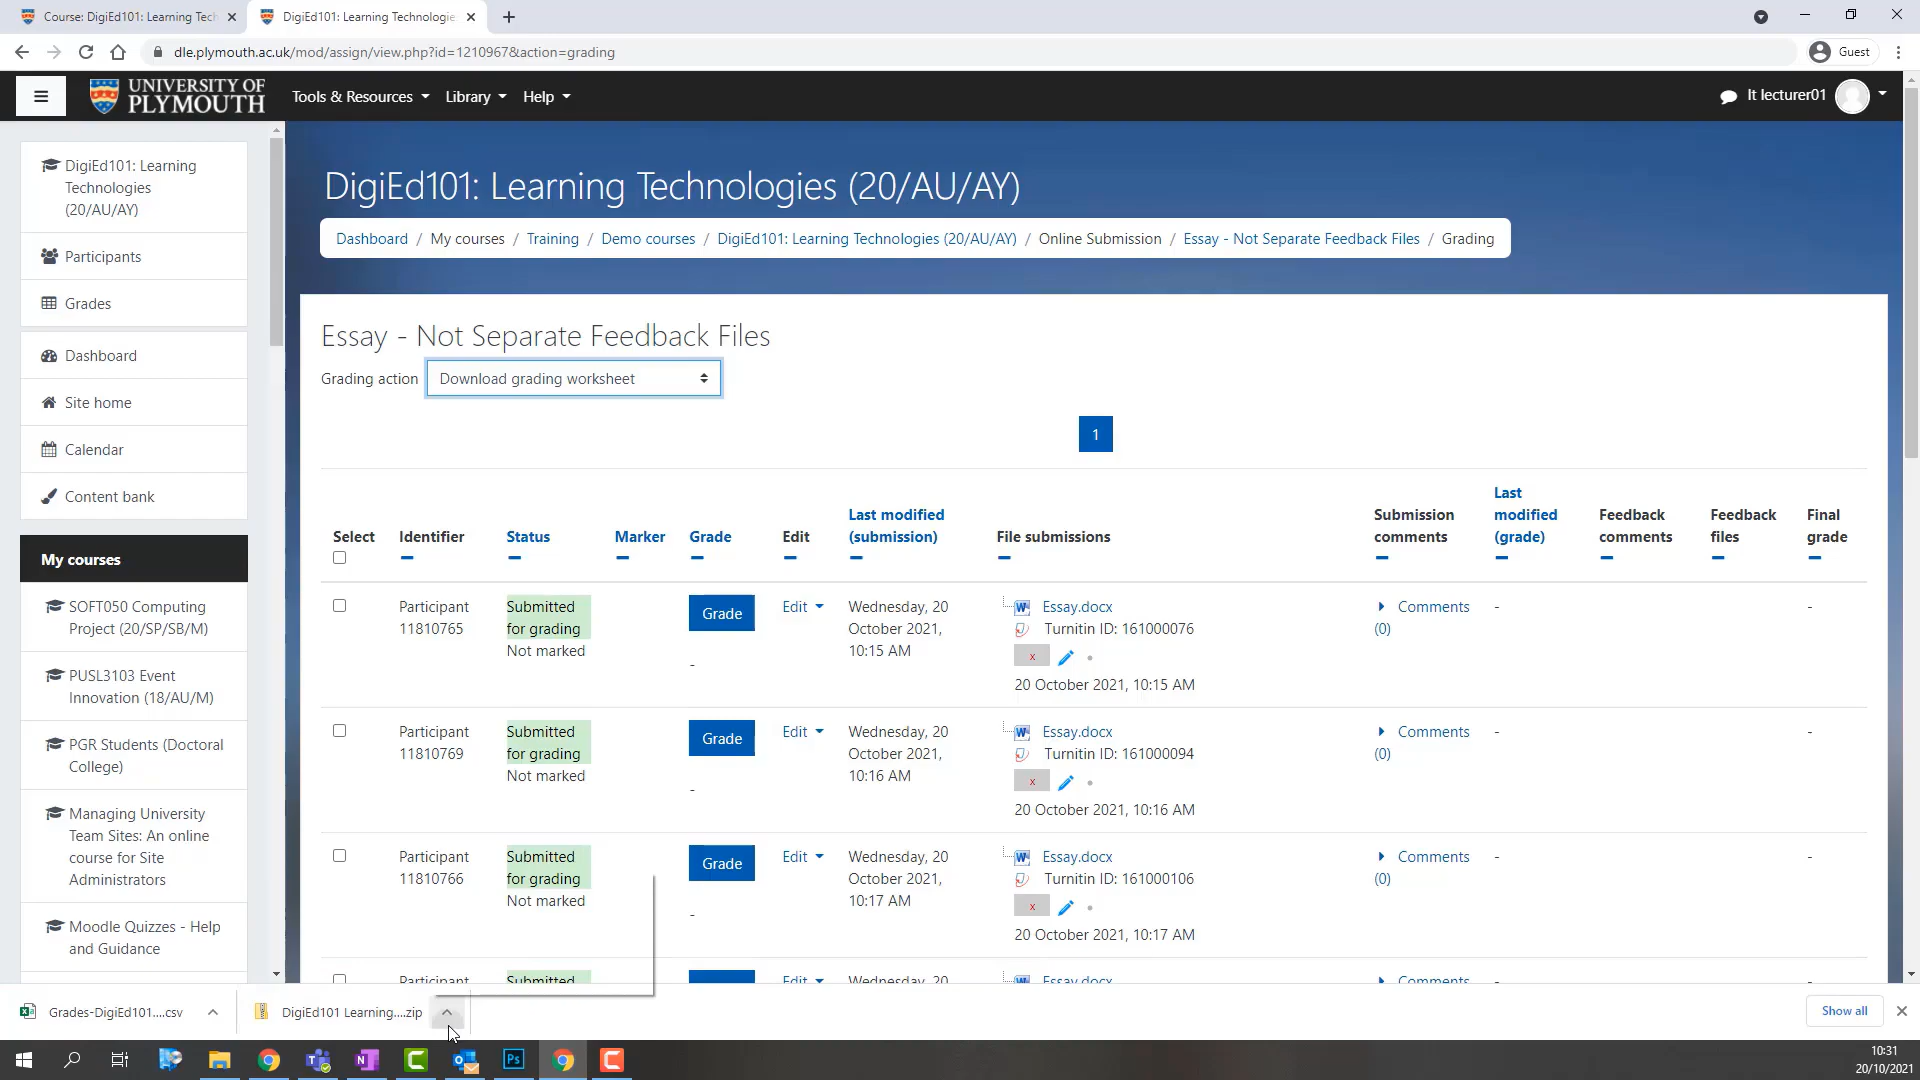 Course: DigiEd101: Learning Tech
DigiEd101: Learning Technologie
dle.plymouth.ac.uk/mod/assign/view.php?id=1210967&action=grading
Guest
UNIVERSITY OF
PLYMOUTH
Tools & Resources
Library
Help
lt lecturer01
DigiEd101: Learning
Technologies
(20/AU/AY)
Participants
Grades
Dashboard
Site home
Calendar
Content bank
My courses
SOFT050 Computing
Project (20/SP/SB/M)
PUSL3103 Event
Innovation (18/AU/M)
PGR Students (Doctoral
College)
Managing University
Team Sites: An online
course for Site
Administrators
Moodle Quizzes - Help
and Guidance
DigiEd101: Learning Technologies (20/AU/AY)
Dashboard / My courses / Training / Demo courses / DigiEd101: Learning Technologies (20/AU/AY) / Online Submission / Essay - Not Separate Feedback Files / Grading
Essay - Not Separate Feedback Files
Grading action
Download grading worksheet
1
Select
Identifier
Status
Marker
Grade
Edit
Last modified
(submission)
File submissions
Submission
comments
Last
modified
(grade)
Feedback
comments
Feedback
files
Final
grade
Participant
11810765
Submitted
for grading
Not marked
Grade
-
Edit
Wednesday, 20
October 2021,
10:15 AM
Essay.docx
Turnitin ID: 161000076
x
20 October 2021, 10:15 AM
Comments
(0)
-
-
Participant
11810769
Submitted
for grading
Not marked
Grade
-
Edit
Wednesday, 20
October 2021,
10:16 AM
Essay.docx
Turnitin ID: 161000094
x
20 October 2021, 10:16 AM
Comments
(0)
-
-
Participant
11810766
Submitted
for grading
Not marked
Grade
-
Edit
Wednesday, 20
October 2021,
10:17 AM
Essay.docx
Turnitin ID: 161000106
x
20 October 2021, 10:17 AM
Comments
(0)
-
-
Participant
Submitted
Edit
Wednesday, 20
Essay.docx
Comments
Grades-DigiEd101....csv
DigiEd101 Learning....zip
Show all
10:31
20/10/2021